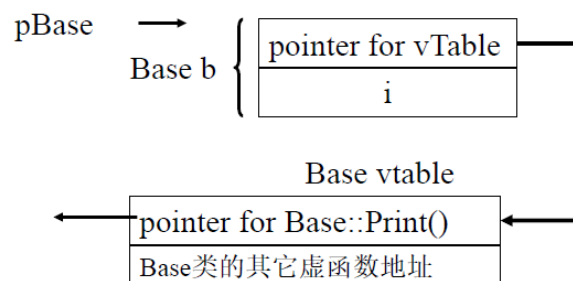 pBase
pointer for vTable
Base b
i
Base vtable
pointer for Base::Print()
Base类的其它虚函数地址